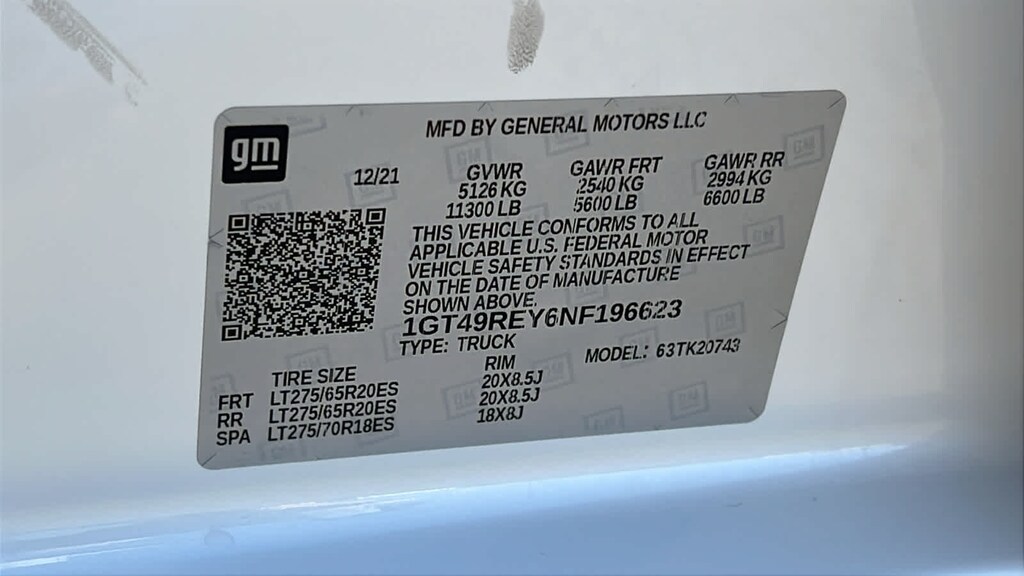 gm
MFD BY GENERAL MOTORS LLC
12/21
GVWR GAWR FRT GAWR RR
5126 KG 2540 KG 2994 KG
11300 LB 5600 LB 6600 LB
THIS VEHICLE CONFORMS TO ALL
APPLICABLE U.S. FEDERAL MOTOR
VEHICLE SAFETY STANDARDS IN EFFECT
ON THE DATE OF MANUFACTURE
SHOWN ABOVE.
1GT49REY6NF196623
TYPE: TRUCK MODEL: 63TK20743
TIRE SIZE RIM
FRT LT275/65R20ES 20X8.5J
RR LT275/65R20ES 20X8.5J
SPA LT275/70R18ES 18X8J